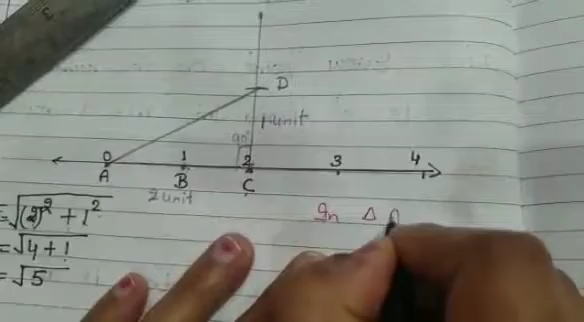 D
1 unit
90°
0 1 2 3 4
A B C
2 unit
= √(2)² + 1²
= √4 + 1
= √5
In Δ